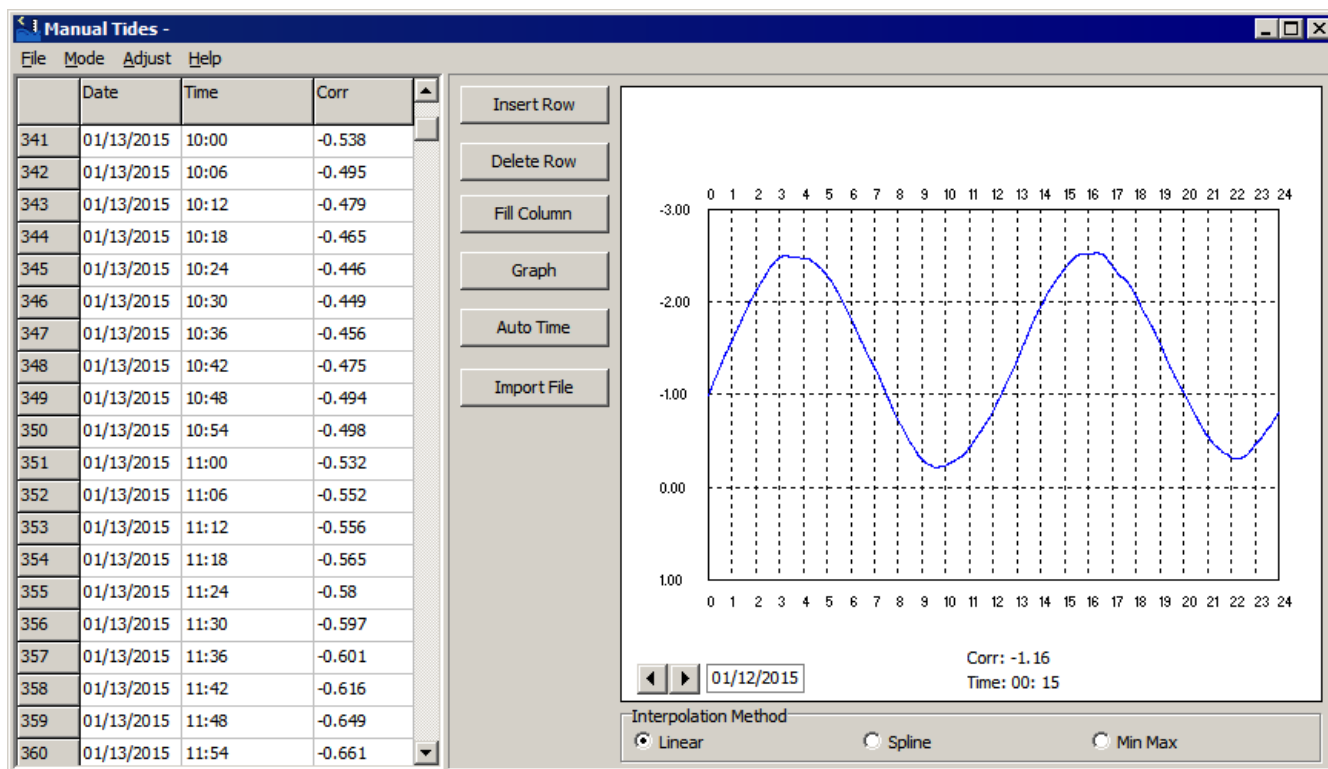 Manual Tides -
File Mode Adjust Help
Date Time Corr
341 01/13/2015 10:00 -0.538
342 01/13/2015 10:06 -0.495
343 01/13/2015 10:12 -0.479
344 01/13/2015 10:18 -0.465
345 01/13/2015 10:24 -0.446
346 01/13/2015 10:30 -0.449
347 01/13/2015 10:36 -0.456
348 01/13/2015 10:42 -0.475
349 01/13/2015 10:48 -0.494
350 01/13/2015 10:54 -0.498
351 01/13/2015 11:00 -0.532
352 01/13/2015 11:06 -0.552
353 01/13/2015 11:12 -0.556
354 01/13/2015 11:18 -0.565
355 01/13/2015 11:24 -0.58
356 01/13/2015 11:30 -0.597
357 01/13/2015 11:36 -0.601
358 01/13/2015 11:42 -0.616
359 01/13/2015 11:48 -0.649
360 01/13/2015 11:54 -0.661
Insert Row
Delete Row
Fill Column
Graph
Auto Time
Import File
0 1 2 3 4 5 6 7 8 9 10 11 12 13 14 15 16 17 18 19 20 21 22 23 24
-3.00
-2.00
-1.00
0.00
1.00
0 1 2 3 4 5 6 7 8 9 10 11 12 13 14 15 16 17 18 19 20 21 22 23 24
01/12/2015
Corr: -1.16
Time: 00: 15
Interpolation Method
Linear Spline Min Max